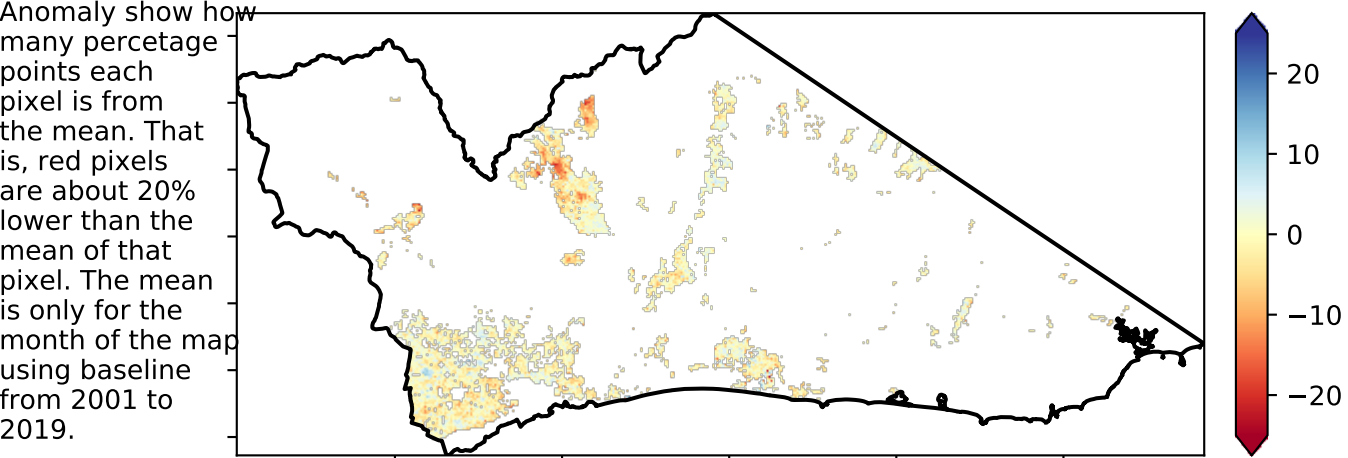 Anomaly show how
many percetage
points each
pixel is from
the mean. That
is, red pixels
are about 20%
lower than the
mean of that
pixel. The mean
is only for the
month of the map
using baseline
from 2001 to
2019.
20
10
0
−10
−20